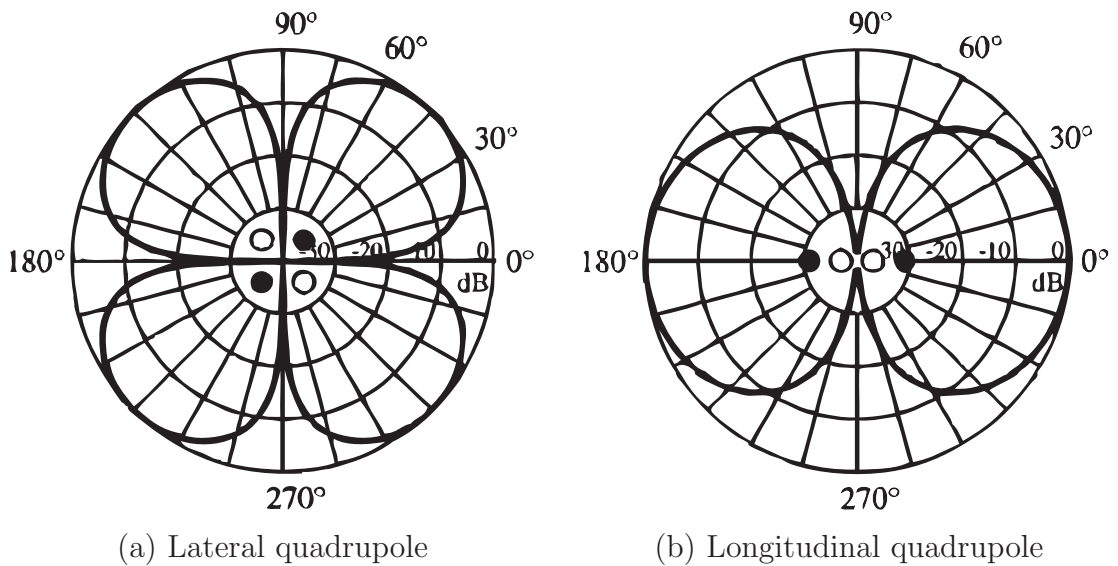 90° 90°
60° 60°
30° 30°
180° -30 -20 -10 0 0° 180° 30 -20 -10 0 0°
dB dB
270° 270°
(a) Lateral quadrupole (b) Longitudinal quadrupole